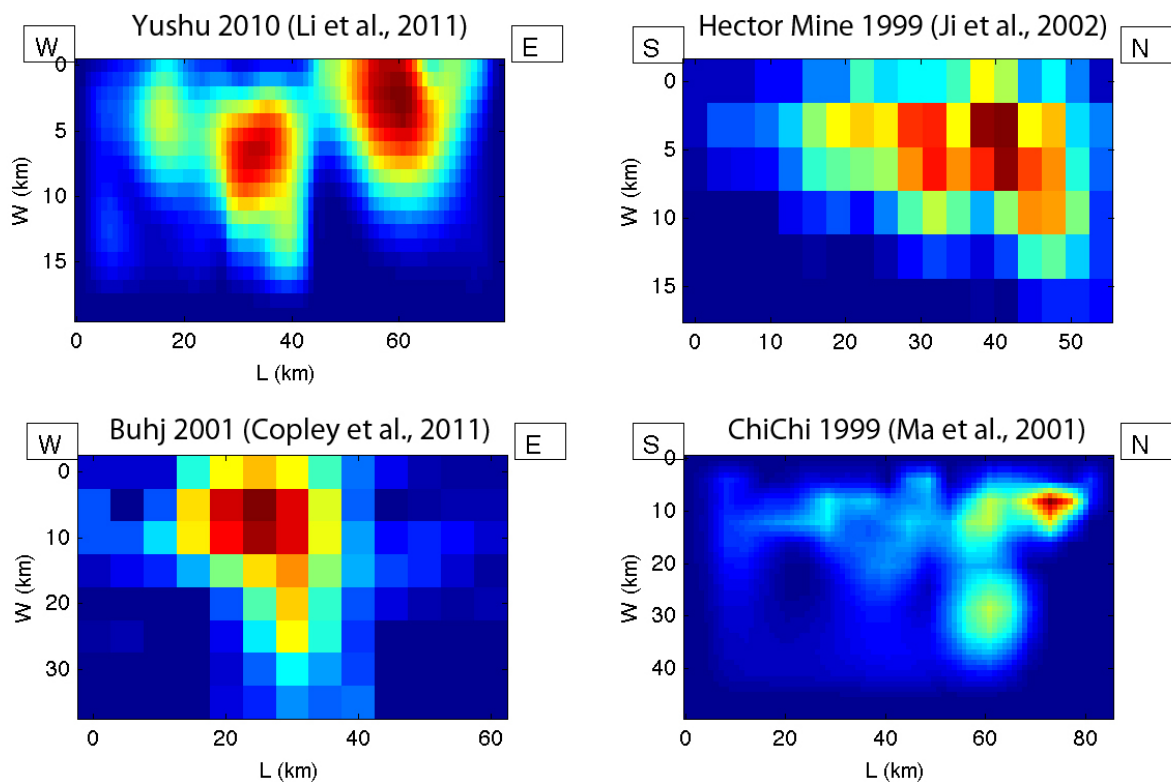 Yushu 2010 (Li et al., 2011)
W
E
0
5
10
15
W (km)
0
20
40
60
L (km)
Hector Mine 1999 (Ji et al., 2002)
S
N
0
5
10
15
W (km)
0
10
20
30
40
50
Buhj 2001 (Copley et al., 2011)
W
E
0
10
20
30
W (km)
0
20
40
60
L (km)
ChiChi 1999 (Ma et al., 2001)
S
N
0
10
20
30
40
W (km)
0
20
40
60
80
L (km)